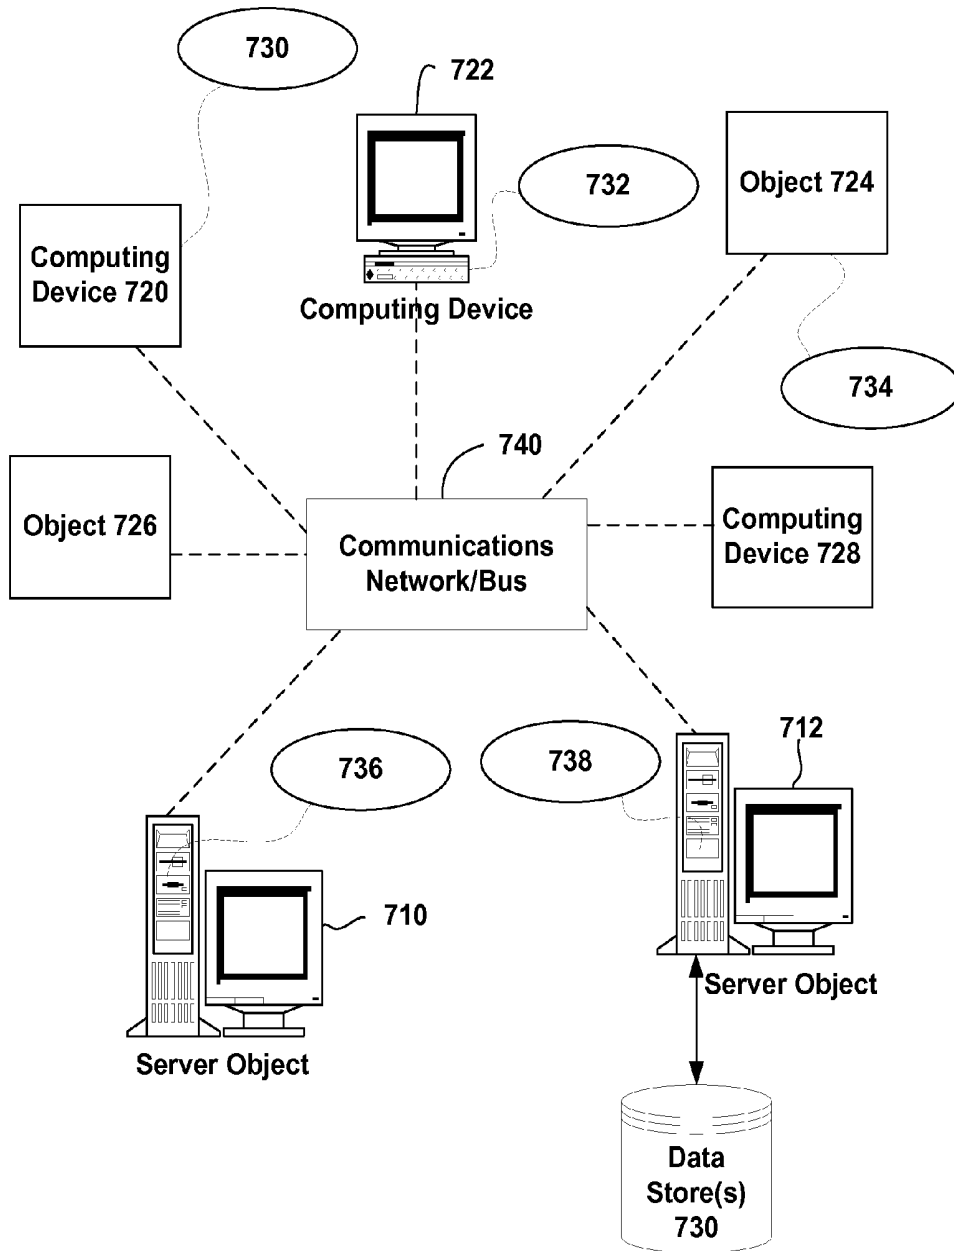 730
722
732
Object 724
Computing
Device 720
Computing Device
734
740
Object 726
Communications
Network/Bus
Computing
Device 728
712
736
738
710
Server Object
Server Object
Data
Store(s)
730